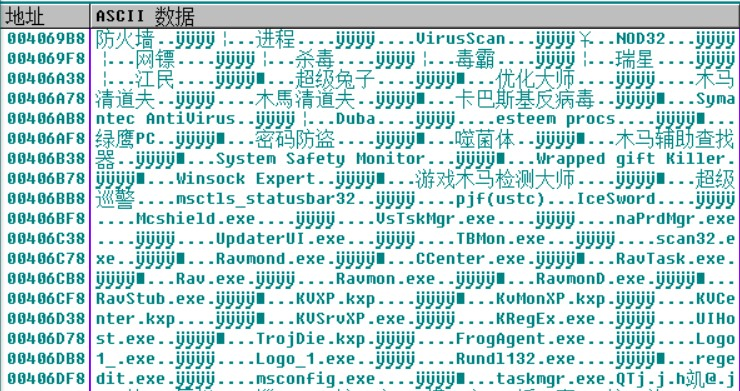 地址 ASCII 数据
004069B8 防火墙..ÿÿÿÿ¦...进程....ÿÿÿÿ....VirusScan...ÿÿÿÿ￥..NOD32...ÿÿÿÿ
004069F8 ¦...网镖....ÿÿÿÿ¦...杀毒....ÿÿÿÿ¦...毒霸....ÿÿÿÿ¦...瑞星....ÿÿÿÿ
00406A38 ¦...江民....ÿÿÿÿ■...超级兔子....ÿÿÿÿ■...优化大师....ÿÿÿÿ....木马
00406A78 清道夫..ÿÿÿÿ....木馬清道夫..ÿÿÿÿ■...卡巴斯基反病毒..ÿÿÿÿ■...Syma
00406AB8 ntec AntiVirus..ÿÿÿÿ¦...Duba....ÿÿÿÿ....esteem procs....ÿÿÿÿ■...
00406AF8 绿鹰PC..ÿÿÿÿ■...密码防盗....ÿÿÿÿ....噬菌体..ÿÿÿÿ■...木马辅助查找
00406B38 器..ÿÿÿÿ■...System Safety Monitor...ÿÿÿÿ■...Wrapped gift Killer.
00406B78 ...ÿÿÿÿ■...Winsock Expert..ÿÿÿÿ■...游戏木马检测大师....ÿÿÿÿ■...超级
00406BB8 巡警....msctls_statusbar32..ÿÿÿÿ....pjf(ustc)...IceSword....ÿÿÿÿ
00406BF8 ....Mcshield.exe....ÿÿÿÿ....VsTskMgr.exe....ÿÿÿÿ....naPrdMgr.exe
00406C38 ....ÿÿÿÿ....UpdaterUI.exe...ÿÿÿÿ....TBMon.exe...ÿÿÿÿ....scan32.e
00406C78 xe..ÿÿÿÿ■...Ravmond.exe.ÿÿÿÿ■...CCenter.exe.ÿÿÿÿ■...RavTask.exe.
00406CB8 ÿÿÿÿ■...Rav.exe.ÿÿÿÿ■...Ravmon.exe..ÿÿÿÿ■...RavmonD.exe.ÿÿÿÿ■...
00406CF8 RavStub.exe.ÿÿÿÿ■...KVXP.kxp....ÿÿÿÿ■...KvMonXP.kxp.ÿÿÿÿ■...KVCe
00406D38 nter.kxp....ÿÿÿÿ■...KVSrvXP.exe.ÿÿÿÿ■...KRegEx.exe..ÿÿÿÿ■...UIHo
00406D78 st.exe..ÿÿÿÿ■...TrojDie.kxp.ÿÿÿÿ■...FrogAgent.exe...ÿÿÿÿ■...Logo
00406DB8 1_.exe..ÿÿÿÿ■...Logo_1.exe..ÿÿÿÿ■...Rundl132.exe....ÿÿÿÿ■...rege
00406DF8 dit.exe.ÿÿÿÿ■...msconfig.exe....ÿÿÿÿ■...taskmgr.exe.QTj.j.h竑@.j